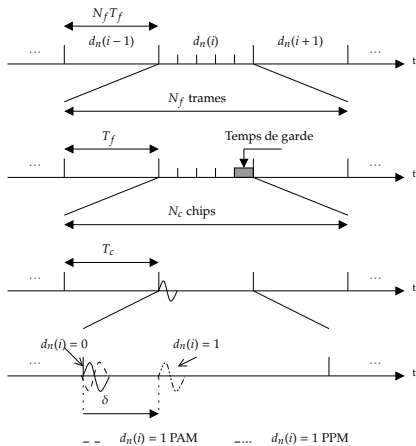 N_f T_f
... d_n(i − 1) d_n(i) d_n(i + 1) ...
t
N_f trames
T_f Temps de garde
... ...
t
N_c chips
T_c
... ...
t
d_n(i) = 0 d_n(i) = 1
... ...
t
δ
d_n(i) = 1 PAM d_n(i) = 1 PPM